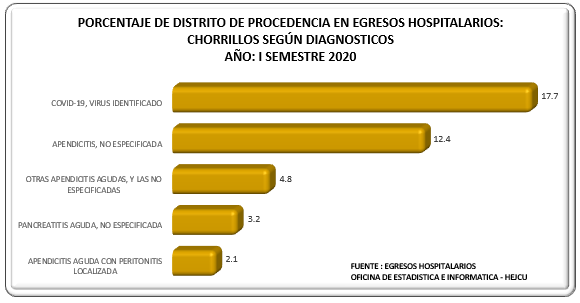 PORCENTAJE DE DISTRITO DE PROCEDENCIA EN EGRESOS HOSPITALARIOS:
CHORRILLOS SEGÚN DIAGNOSTICOS
AÑO: I SEMESTRE 2020
COVID-19, VIRUS IDENTIFICADO
17.7
APENDICITIS, NO ESPECIFICADA
12.4
OTRAS APENDICITIS AGUDAS, Y LAS NO
ESPECIFICADAS
4.8
PANCREATITIS AGUDA, NO ESPECIFICADA
3.2
APENDICITIS AGUDA CON PERITONITIS
LOCALIZADA
2.1
FUENTE : EGRESOS HOSPITALARIOS
OFICINA DE ESTADISTICA E INFORMATICA - HEJCU